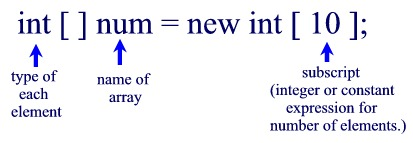 int [ ] num = new int [ 10 ];
type of
each
element
name of
array
subscript
(integer or constant
expression for
number of elements.)